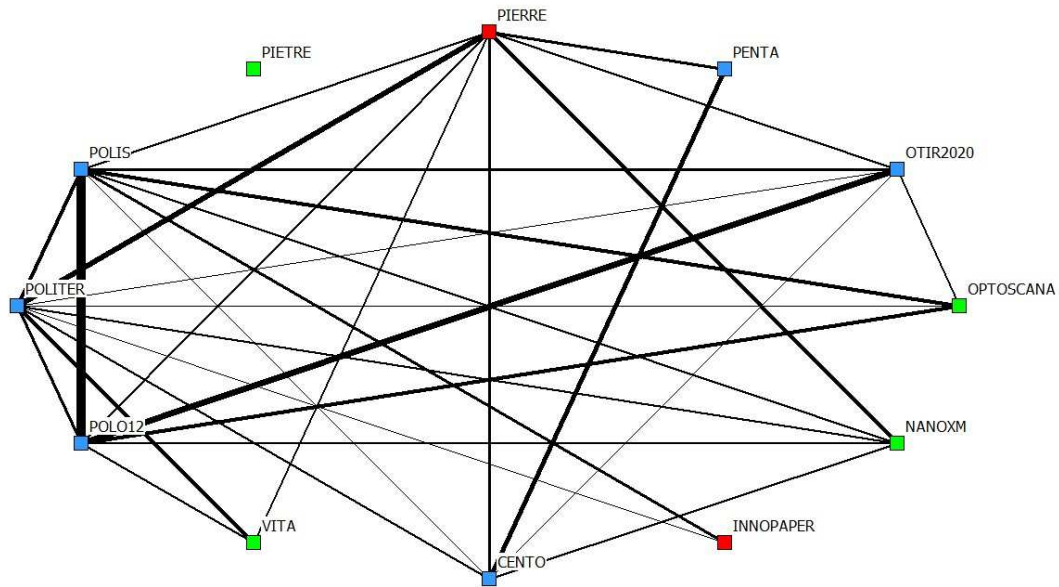 PIERRE
PIETRE
PENTA
POLIS
OTIR2020
POLITER
OPTOSCANA
POLO12
NANOXM
VITA
INNOPAPER
CENTO